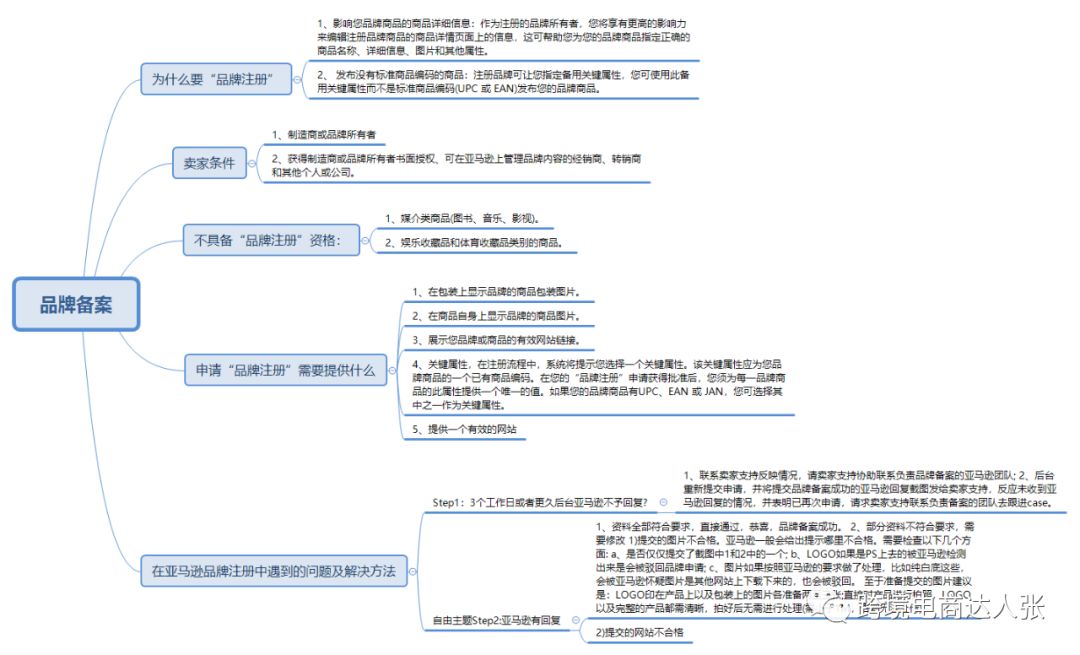 1、影响您品牌商品的商品详细信息：作为注册的品牌所有者，您将享有更高的影响力
来编辑注册品牌商品的商品详情页面上的信息，这可帮助您为您的品牌商品指定正确的
商品名称、详细信息、图片和其他属性。
为什么要“品牌注册”
2、 发布没有标准商品编码的商品：注册品牌可让您指定备用关键属性，您可使用此备
用关键属性而不是标准商品编码(UPC 或 EAN)发布您的品牌商品。
1、制造商或品牌所有者
卖家条件
2、获得制造商或品牌所有者书面授权、可在亚马逊上管理品牌内容的经销商、转销商
和其他个人或公司。
1、媒介类商品(图书、音乐、影视)。
不具备“品牌注册”资格：
2、娱乐收藏品和体育收藏品类别的商品。
品牌备案
1、在包装上显示品牌的商品包装图片。
2、在商品自身上显示品牌的商品图片。
3、展示您品牌或商品的有效网站链接。
申请“品牌注册”需要提供什么
4、关键属性，在注册流程中，系统将提示您选择一个关键属性。该关键属性应为您品
牌商品的一个已有商品编码。在您的“品牌注册”申请获得批准后，您须为每一品牌商
品的此属性提供一个唯一的值。如果您的品牌商品有UPC、EAN 或 JAN，您可选择其
中之一作为关键属性。
5、提供一个有效的网站
在亚马逊品牌注册中遇到的问题及解决方法
Step1：3个工作日或者更久后台亚马逊不予回复?
1、联系卖家支持反映情况，请卖家支持协助联系负责品牌备案的亚马逊团队; 2、后台
重新提交申请，并将提交品牌备案成功的亚马逊回复截图发给卖家支持，反应未收到亚
马逊回复的情况，并表明已再次申请，请求卖家支持联系负责备案的团队去跟进case。
自由主题Step2:亚马逊有回复
1、资料全部符合要求，直接通过，恭喜，品牌备案成功。 2、部分资料不符合要求，需
要修改 1)提交的图片不合格。亚马逊一般会给出提示哪里不合格。需要检查以下几个方
面: a、是否仅仅提交了截图中1和2中的一个; b、LOGO如果是PS上去的被亚马逊检测
出来是会被驳回品牌申请; c、图片如果按照亚马逊的要求做了处理，比如纯白底这些，
会被亚马逊怀疑图片是其他网站上下载下来的，也会被驳回。 至于准备提交的图片建议
是：LOGO印在产品上以及包装上的图片各准备两张;直接对产品进行拍照，LOGO
以及完整的产品都需清晰，拍好后无需进行处理
2)提交的网站不合格
跨境电商达人张